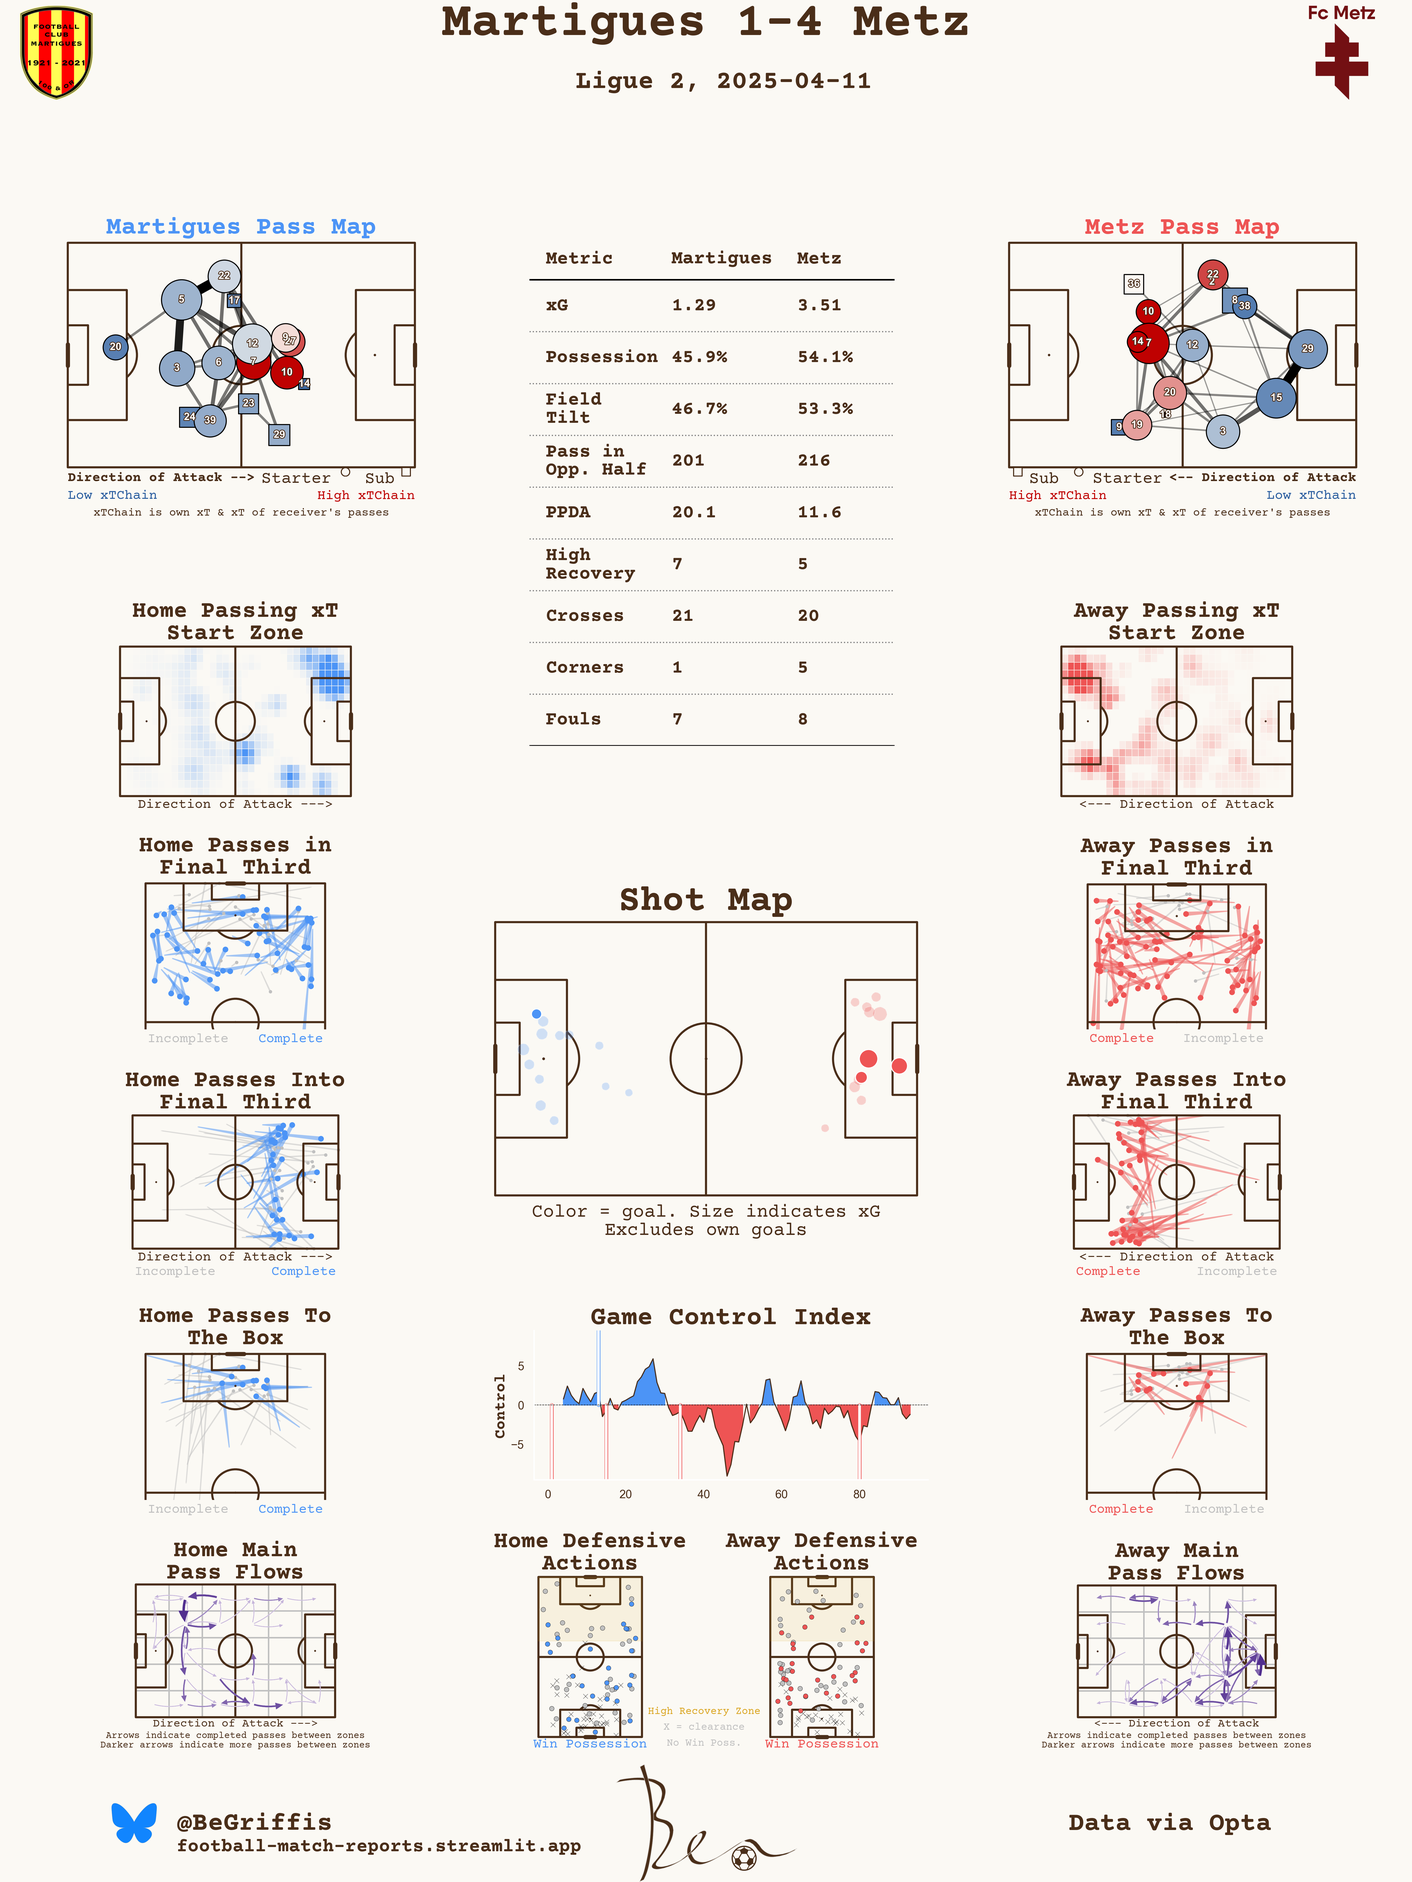 Martigues 1-4 Metz
Ligue 2, 2025-04-11
FOOTBALL
CLUB
MARTIGUES
1921 - 2021
Fc Metz
Martigues Pass Map
22
5
17
20
12
9
27
3
6
7
10
14
24
39
23
29
Direction of Attack --> Starter Sub
Low xTChain High xTChain
xTChain is own xT & xT of receiver's passes
Metric Martigues Metz
xG 1.29 3.51
Possession 45.9% 54.1%
Field
Tilt 46.7% 53.3%
Pass in
Opp. Half 201 216
PPDA 20.1 11.6
High
Recovery 7 5
Crosses 21 20
Corners 1 5
Fouls 7 8
Metz Pass Map
36
22
2
8
38
10
14
7
12
29
20
15
18
9
19
3
Sub Starter <-- Direction of Attack
High xTChain Low xTChain
xTChain is own xT & xT of receiver's passes
Home Passing xT
Start Zone
Direction of Attack --->
Away Passing xT
Start Zone
<--- Direction of Attack
Home Passes in
Final Third
Incomplete Complete
Shot Map
Color = goal. Size indicates xG
Excludes own goals
Away Passes in
Final Third
Complete Incomplete
Home Passes Into
Final Third
Direction of Attack --->
Incomplete Complete
Away Passes Into
Final Third
<--- Direction of Attack
Complete Incomplete
Home Passes To
The Box
Incomplete Complete
Game Control Index
Control
5
0
−5
0 20 40 60 80
Away Passes To
The Box
Complete Incomplete
Home Main
Pass Flows
Direction of Attack --->
Arrows indicate completed passes between zones
Darker arrows indicate more passes between zones
Home Defensive
Actions
Win Possession
High Recovery Zone
X = clearance
No Win Poss.
Away Defensive
Actions
Win Possession
Away Main
Pass Flows
<--- Direction of Attack
Arrows indicate completed passes between zones
Darker arrows indicate more passes between zones
@BeGriffis
football-match-reports.streamlit.app
Ben
Data via Opta